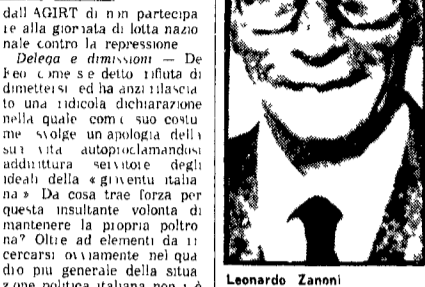 dall AGIRT di non partecipa
re alla giornata di lotta nazio
nale contro la repressione
Delega e dimissioni — De
Feo come s e detto rifiuta di
dimettersi ed ha anzi rilascia
to una ridicola dichiarazione
nella quale come suo costu
me svolge un apologia della
sua vita autoproclamandosi
addirittura servitore degli
ideali della « gioventu italia
na » Da cosa trae forza per
questa insultante volonta di
mantenere la propria poltro
na? Oltre ad elementi da ri
cercarsi ovviamente nel qua
dro piu generale della situa
zione politica italiana non è
Leonardo Zanoni